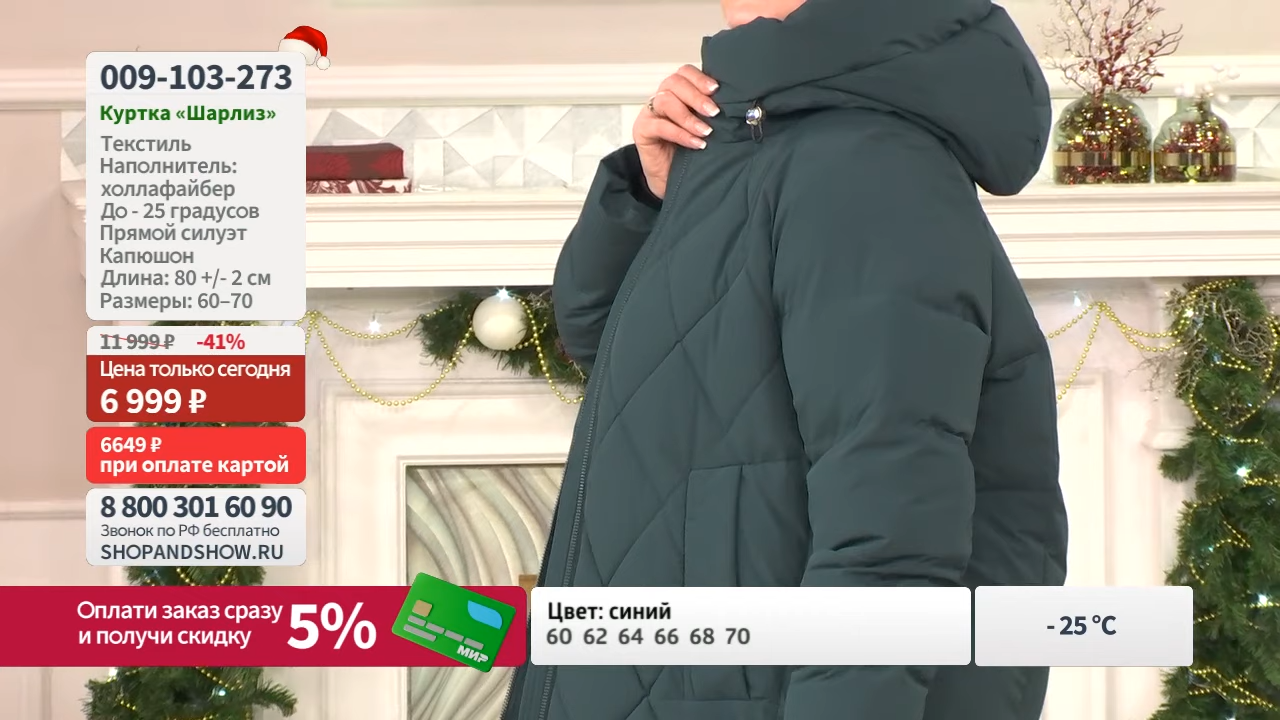 009-103-273
Куртка «Шарлиз»
Текстиль
Наполнитель:
холлафайбер
До - 25 градусов
Прямой силуэт
Капюшон
Длина: 80 +/- 2 см
Размеры: 60–70
11 999 ₽ -41%
Цена только сегодня
6 999 ₽
6649 ₽
при оплате картой
8 800 301 60 90
Звонок по РФ бесплатно
SHOPANDSHOW.RU
Оплати заказ сразу
и получи скидку
5%
МИР
Цвет: синий
60 62 64 66 68 70
- 25 °C